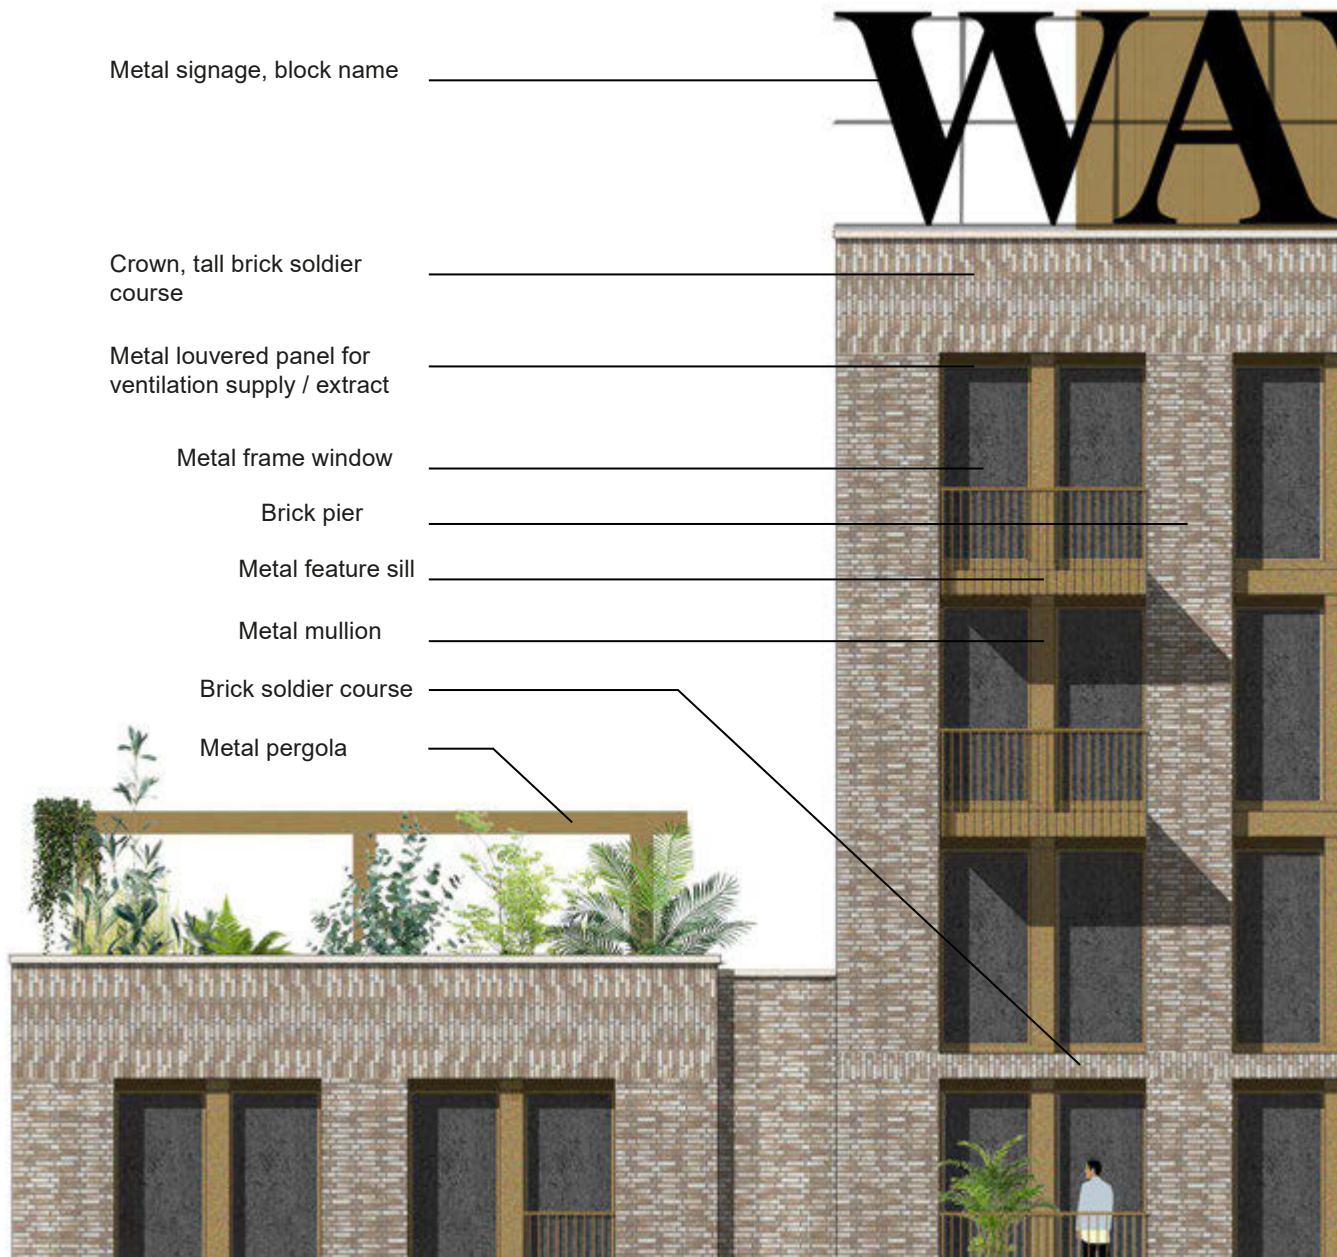 Metal signage, block name
WA
Crown, tall brick soldier
course
Metal louvered panel for
ventilation supply / extract
Metal frame window
Brick pier
Metal feature sill
Metal mullion
Brick soldier course
Metal pergola